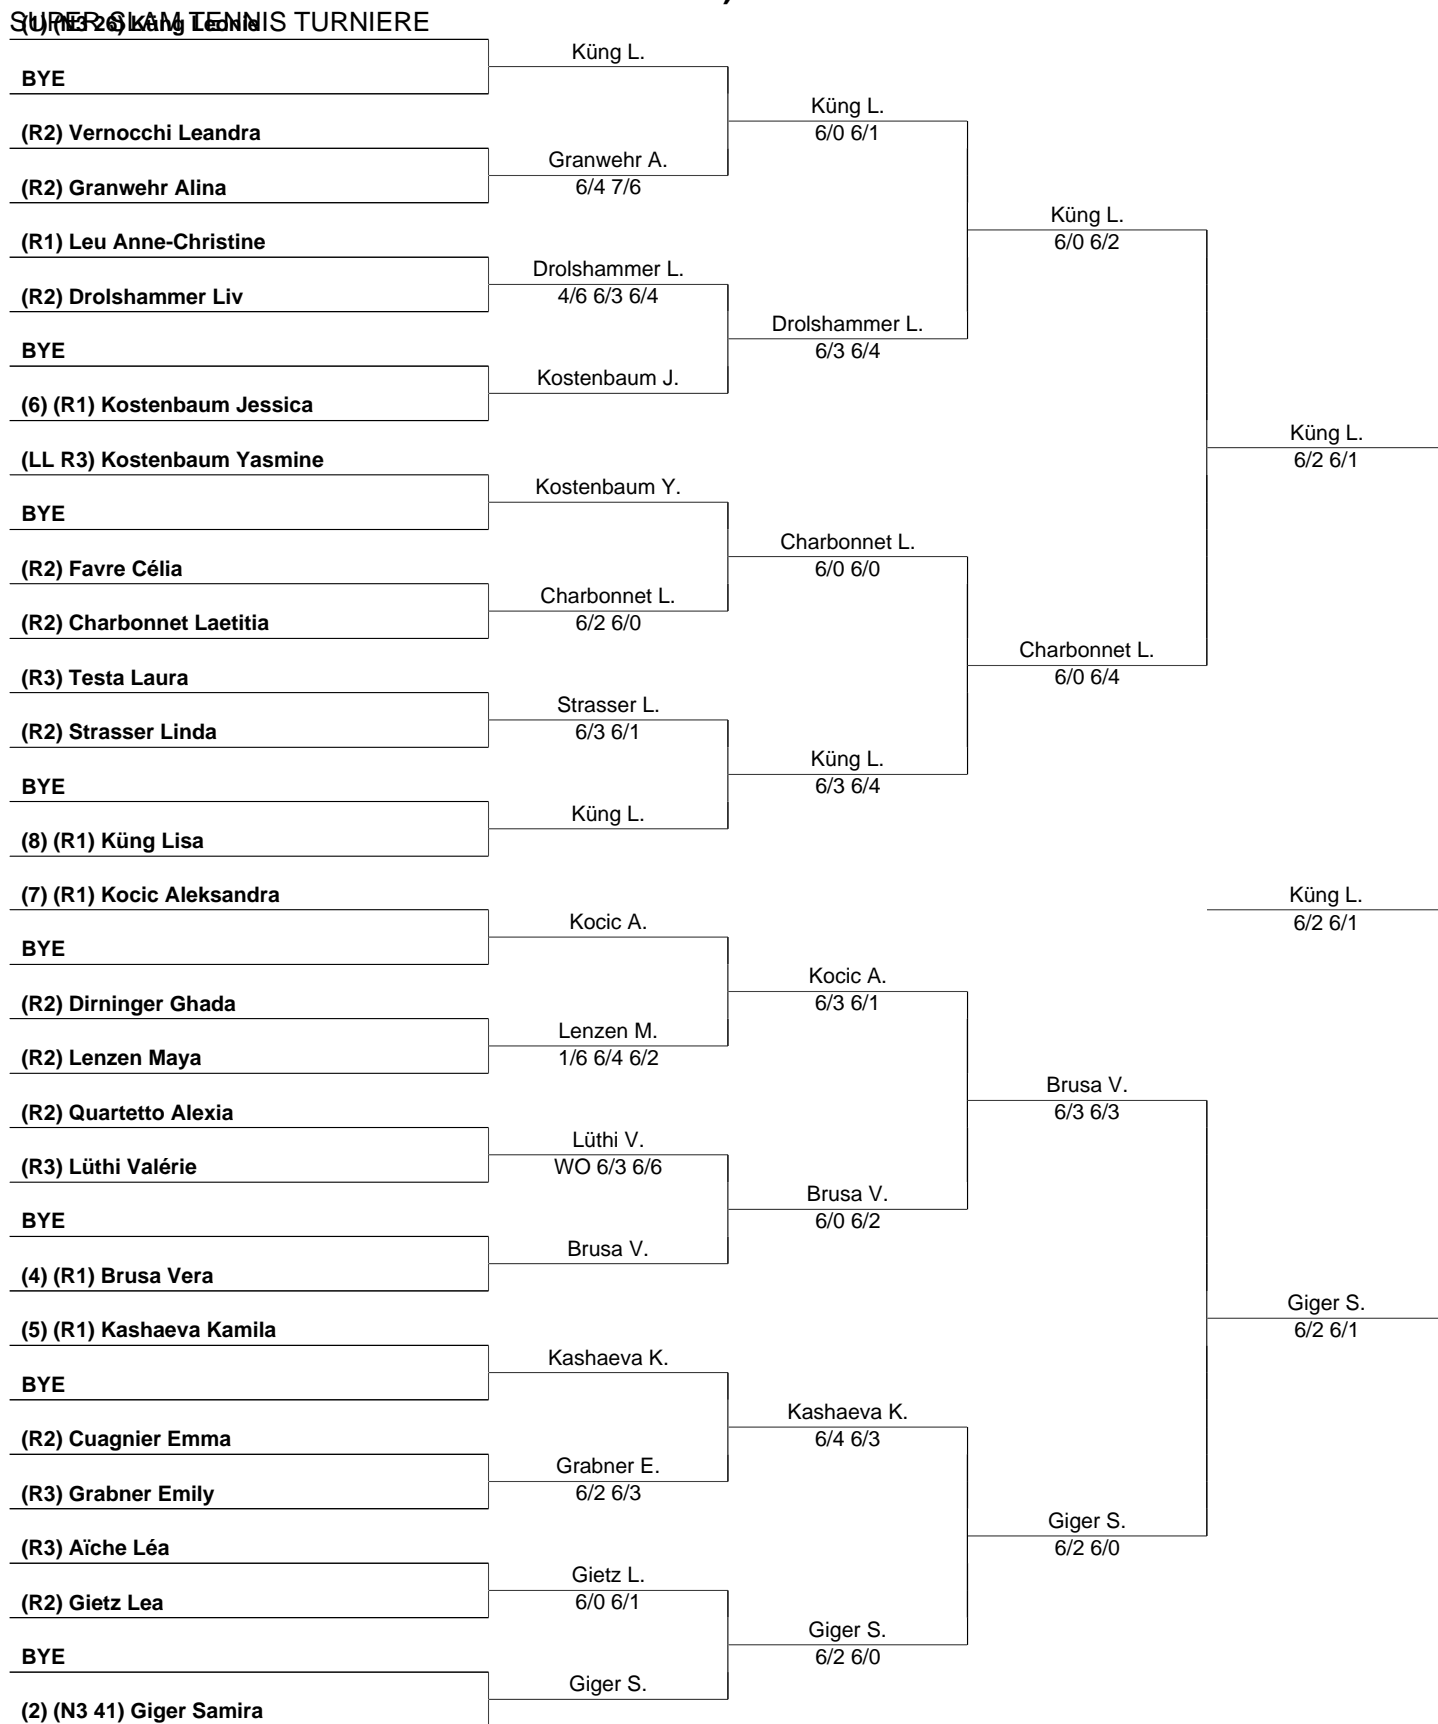 SUPER SLAM TENNIS TURNIERE
(1) (N3 26) Küng Leonie
BYE
(R2) Vernocchi Leandra
(R2) Granwehr Alina
(R1) Leu Anne-Christine
(R2) Drolshammer Liv
BYE
(6) (R1) Kostenbaum Jessica
(LL R3) Kostenbaum Yasmine
BYE
(R2) Favre Célia
(R2) Charbonnet Laetitia
(R3) Testa Laura
(R2) Strasser Linda
BYE
(8) (R1) Küng Lisa
(7) (R1) Kocic Aleksandra
BYE
(R2) Dirninger Ghada
(R2) Lenzen Maya
(R2) Quartetto Alexia
(R3) Lüthi Valérie
BYE
(4) (R1) Brusa Vera
(5) (R1) Kashaeva Kamila
BYE
(R2) Cuagnier Emma
(R3) Grabner Emily
(R3) Aïche Léa
(R2) Gietz Lea
BYE
(2) (N3 41) Giger Samira
Küng L.
Granwehr A.
6/4 7/6
Drolshammer L.
4/6 6/3 6/4
Kostenbaum J.
Kostenbaum Y.
Charbonnet L.
6/2 6/0
Strasser L.
6/3 6/1
Küng L.
Kocic A.
Lenzen M.
1/6 6/4 6/2
Lüthi V.
WO 6/3 6/6
Brusa V.
Kashaeva K.
Grabner E.
6/2 6/3
Gietz L.
6/0 6/1
Giger S.
Küng L.
6/0 6/1
Drolshammer L.
6/3 6/4
Charbonnet L.
6/0 6/0
Küng L.
6/3 6/4
Kocic A.
6/3 6/1
Brusa V.
6/0 6/2
Kashaeva K.
6/4 6/3
Giger S.
6/2 6/0
Küng L.
6/0 6/2
Charbonnet L.
6/0 6/4
Brusa V.
6/3 6/3
Giger S.
6/2 6/0
Küng L.
6/2 6/1
Küng L.
6/2 6/1
Giger S.
6/2 6/1